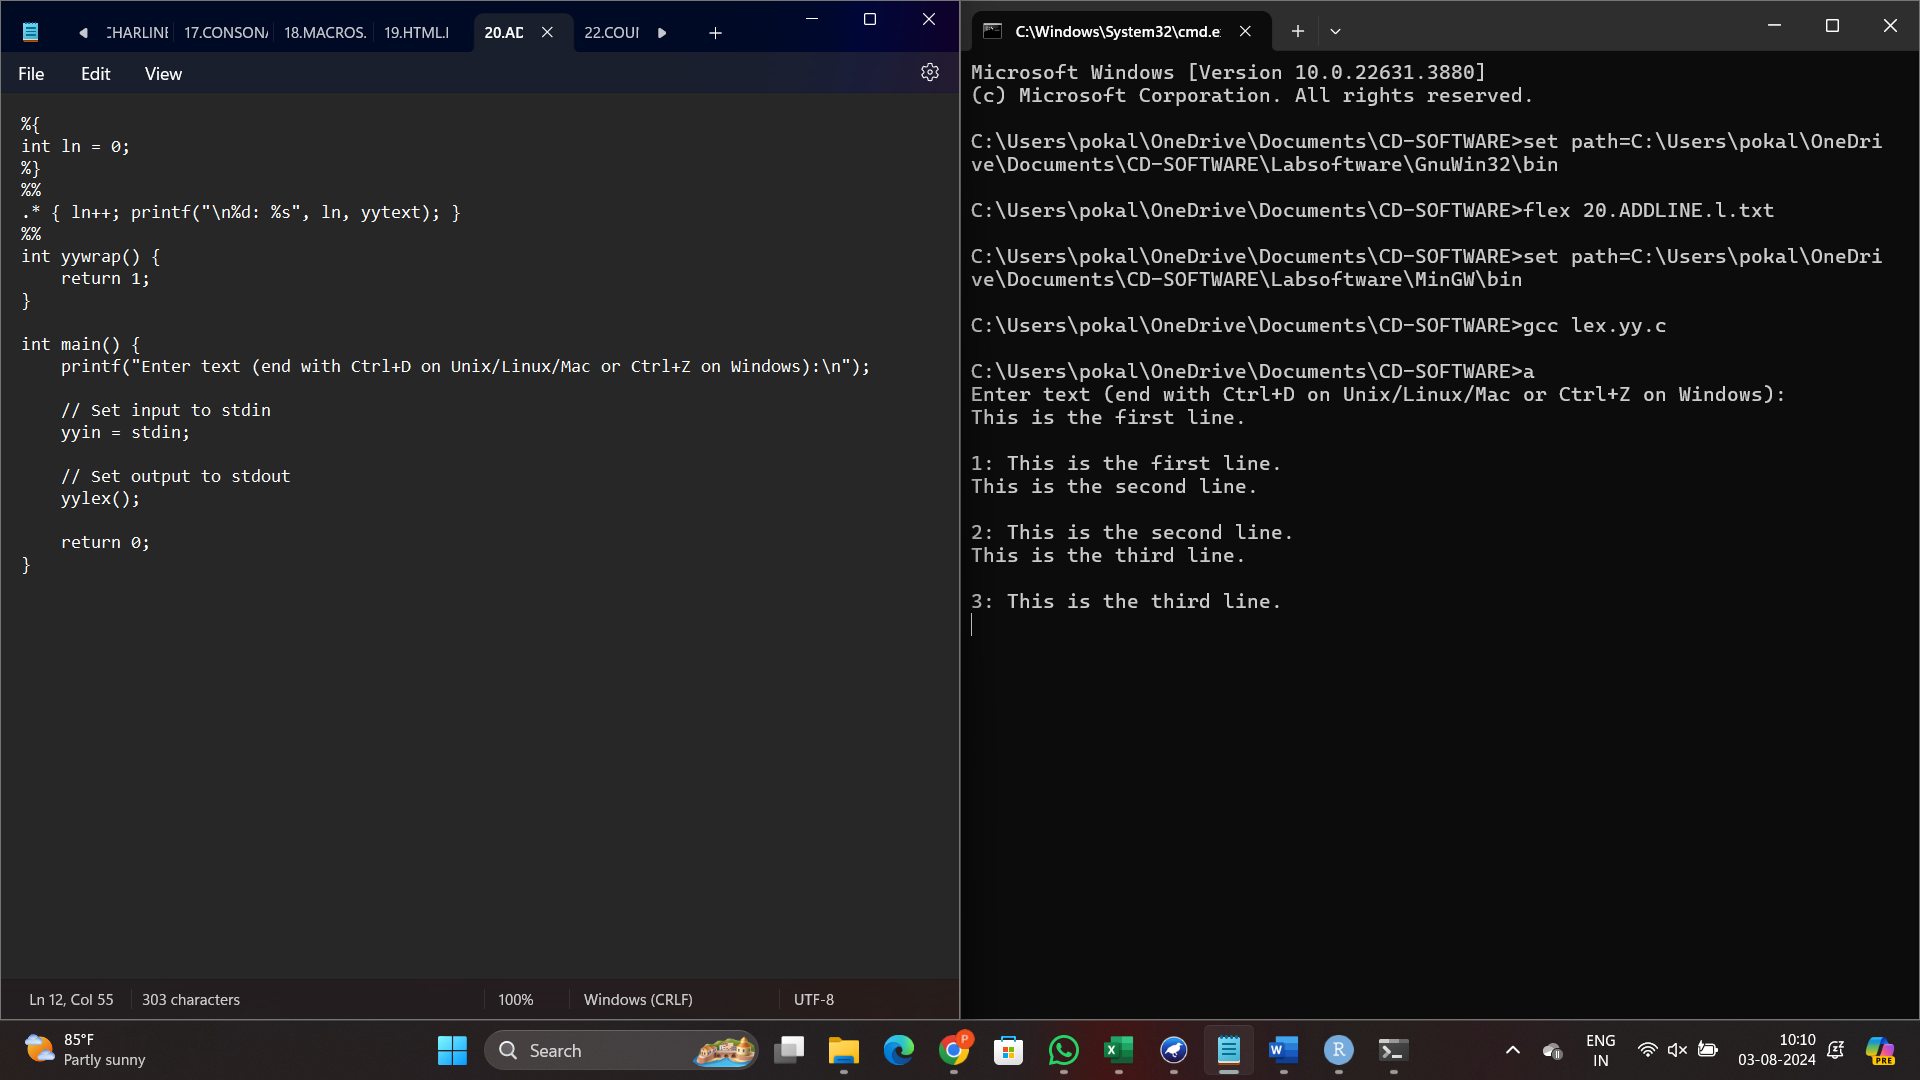 CHARLINE 17.CONSONA 18.MACROS. 19.HTML.l 20.AD 22.COUI
File Edit View
%{
int ln = 0;
%}
%%
.* { ln++; printf("\n%d: %s", ln, yytext); }
%%
int yywrap() {
    return 1;
}
int main() {
    printf("Enter text (end with Ctrl+D on Unix/Linux/Mac or Ctrl+Z on Windows):\n");
    // Set input to stdin
    yyin = stdin;
    // Set output to stdout
    yylex();
    return 0;
}
Ln 12, Col 55 303 characters 100% Windows (CRLF) UTF-8
C:\Windows\System32\cmd.e
Microsoft Windows [Version 10.0.22631.3880]
(c) Microsoft Corporation. All rights reserved.
C:\Users\pokal\OneDrive\Documents\CD-SOFTWARE>set path=C:\Users\pokal\OneDri
ve\Documents\CD-SOFTWARE\Labsoftware\GnuWin32\bin
C:\Users\pokal\OneDrive\Documents\CD-SOFTWARE>flex 20.ADDLINE.l.txt
C:\Users\pokal\OneDrive\Documents\CD-SOFTWARE>set path=C:\Users\pokal\OneDri
ve\Documents\CD-SOFTWARE\Labsoftware\MinGW\bin
C:\Users\pokal\OneDrive\Documents\CD-SOFTWARE>gcc lex.yy.c
C:\Users\pokal\OneDrive\Documents\CD-SOFTWARE>a
Enter text (end with Ctrl+D on Unix/Linux/Mac or Ctrl+Z on Windows):
This is the first line.
1: This is the first line.
This is the second line.
2: This is the second line.
This is the third line.
3: This is the third line.
85°F
Partly sunny
Search
P
W
R
ENG
IN
10:10
03-08-2024
PRE